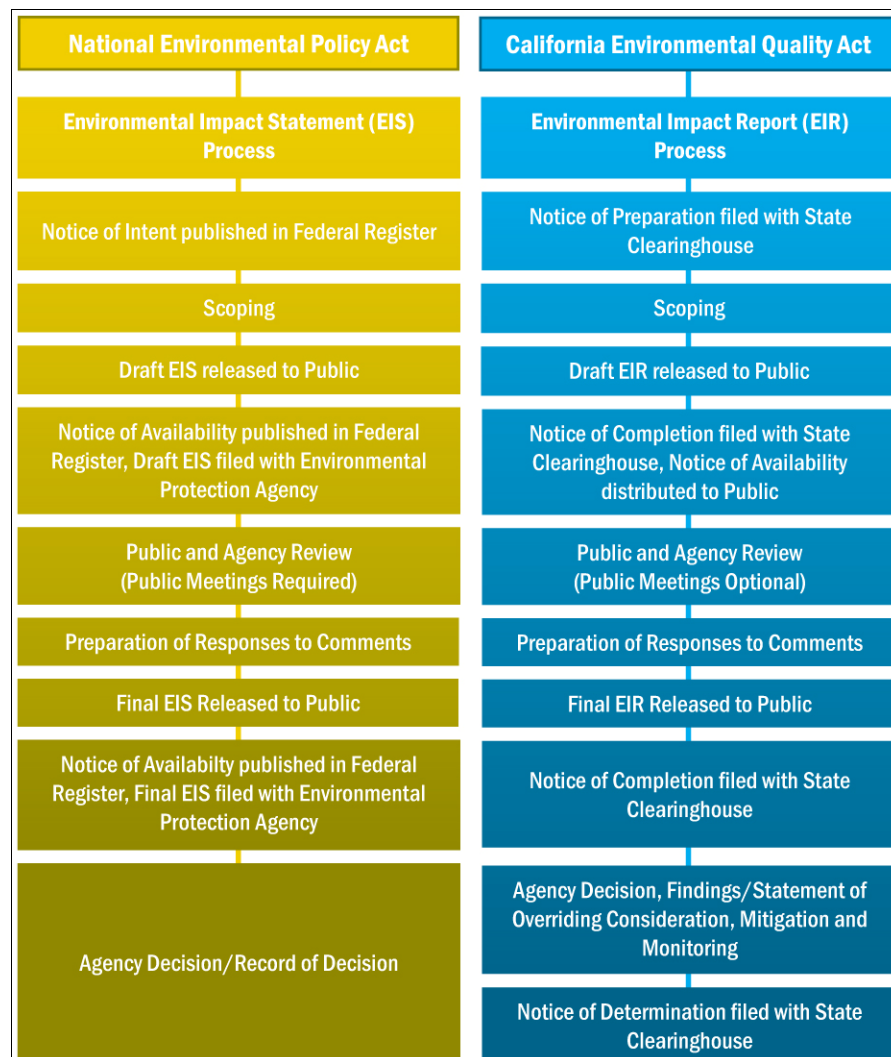 National Environmental Policy Act
Environmental Impact Statement (EIS)
Process
Notice of Intent published in Federal Register
Scoping
Draft EIS released to Public
Notice of Availability published in Federal
Register, Draft EIS filed with Environmental
Protection Agency
Public and Agency Review
(Public Meetings Required)
Preparation of Responses to Comments
Final EIS Released to Public
Notice of Availabilty published in Federal
Register, Final EIS filed with Environmental
Protection Agency
Agency Decision/Record of Decision
California Environmental Quality Act
Environmental Impact Report (EIR)
Process
Notice of Preparation filed with State
Clearinghouse
Scoping
Draft EIR released to Public
Notice of Completion filed with State
Clearinghouse, Notice of Availability
distributed to Public
Public and Agency Review
(Public Meetings Optional)
Preparation of Responses to Comments
Final EIR Released to Public
Notice of Completion filed with State
Clearinghouse
Agency Decision, Findings/Statement of
Overriding Consideration, Mitigation and
Monitoring
Notice of Determination filed with State
Clearinghouse